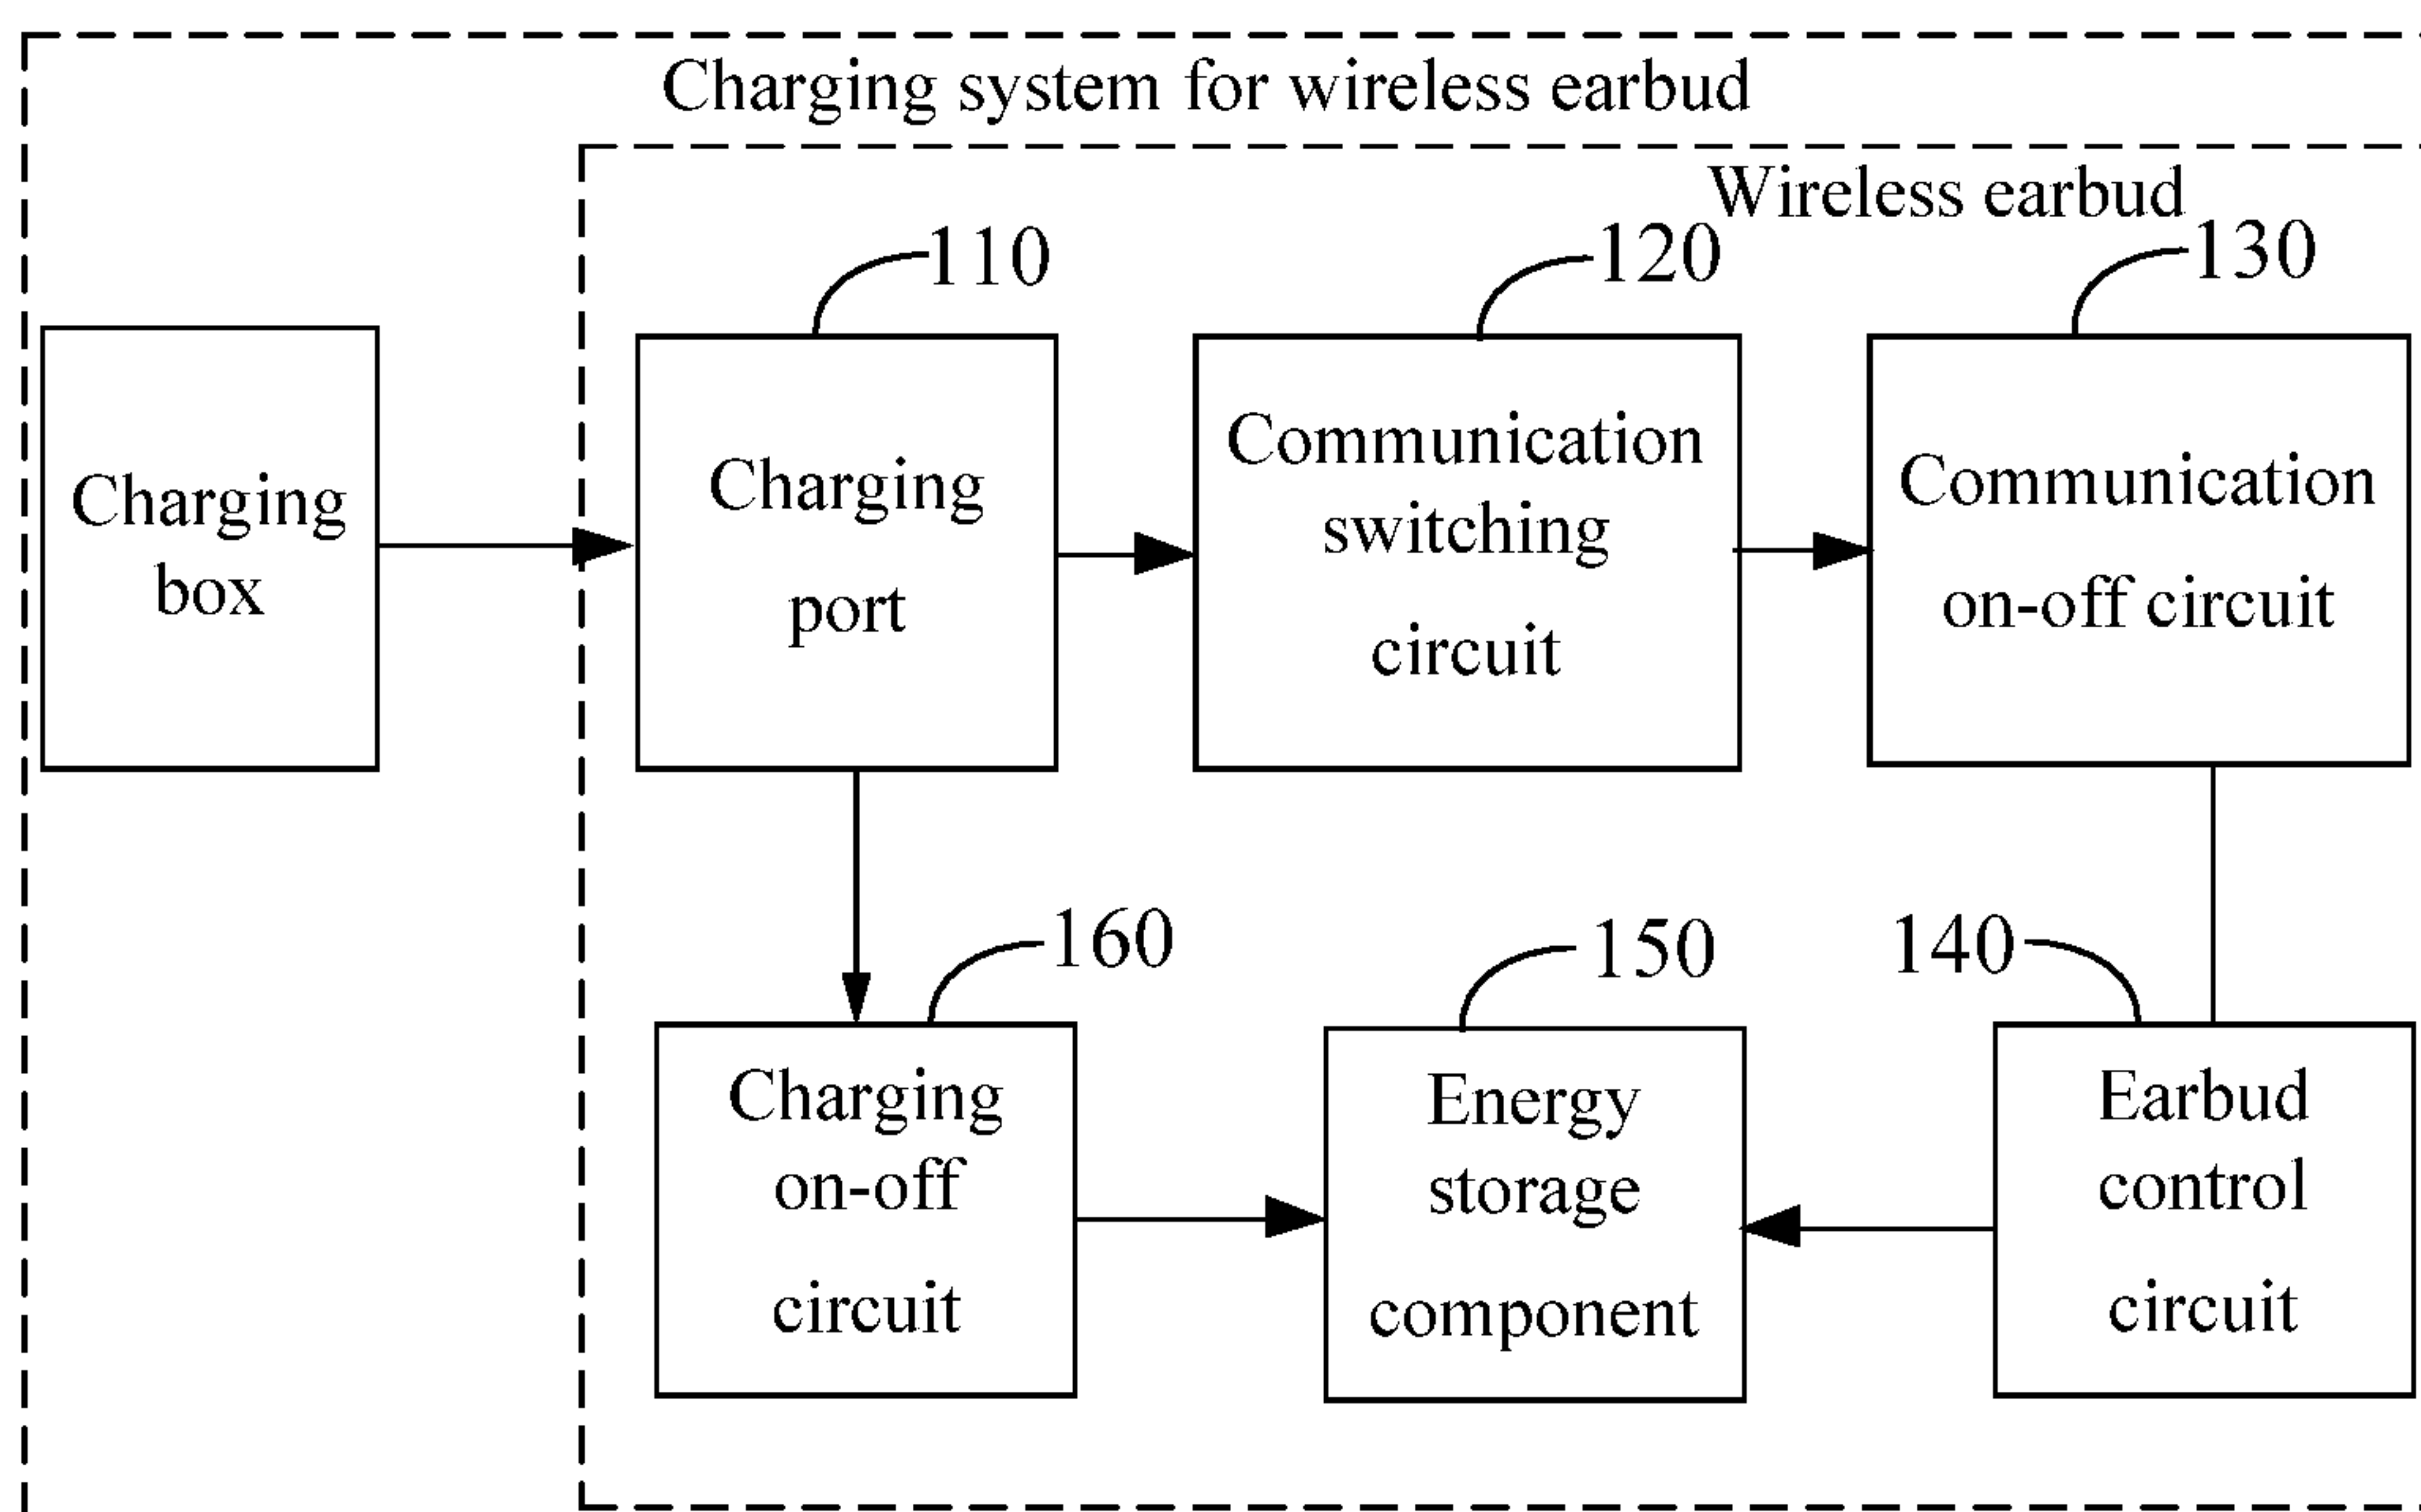 Charging system for wireless earbud
Wireless earbud
110
120
130
Charging
box
Charging
port
Communication
switching
circuit
Communication
on-off circuit
160
150
140
Charging
on-off
circuit
Energy
storage
component
Earbud
control
circuit